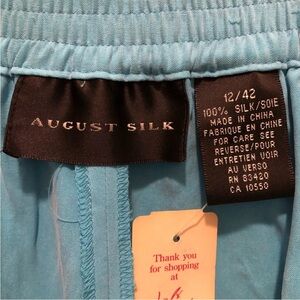 AUGUST SILK
12/42
100% SILK/SOIE
MADE IN CHINA
FABRIQUE EN CHINE
FOR CARE SEE
REVERSE/POUR
ENTRETIEN VOIR
AU VERSO
RN 83420
CA 10550
Thank you
for shopping
at